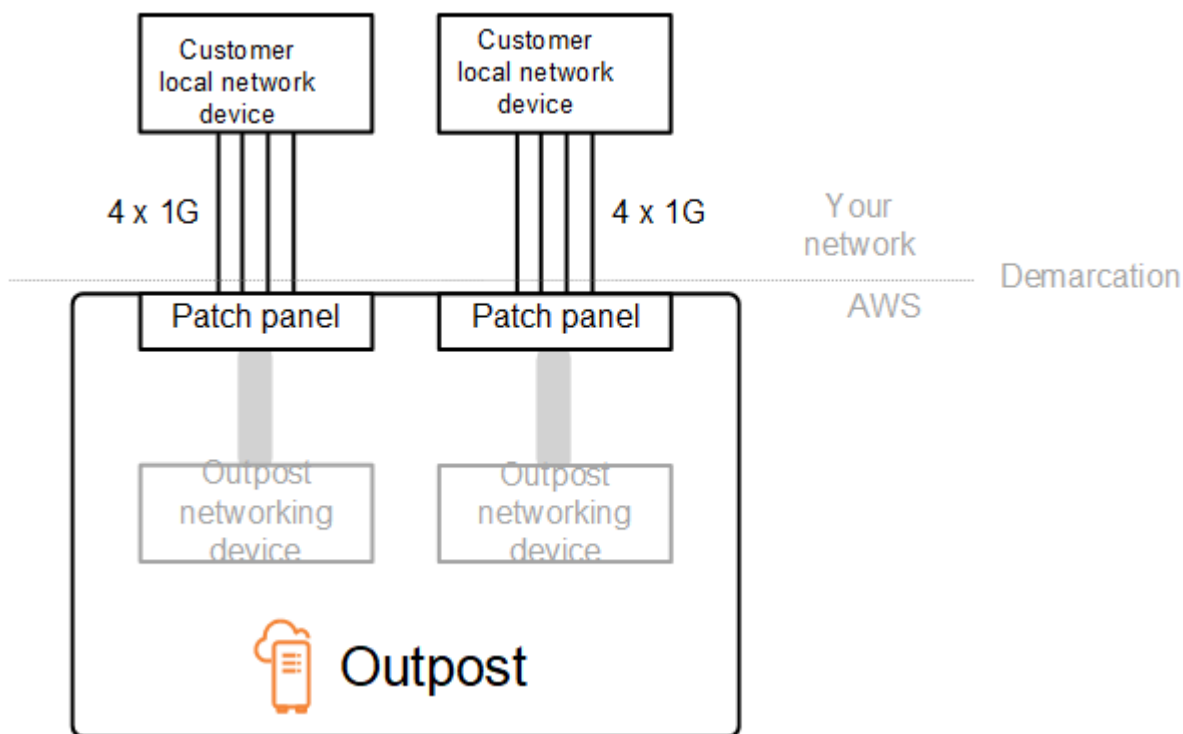 Customer
local network
device
Customer
local network
device
4 x 1G
4 x 1G
Your
network
Demarcation
AWS
Patch panel
Patch panel
Outpost
networking
device
Outpost
networking
device
Outpost